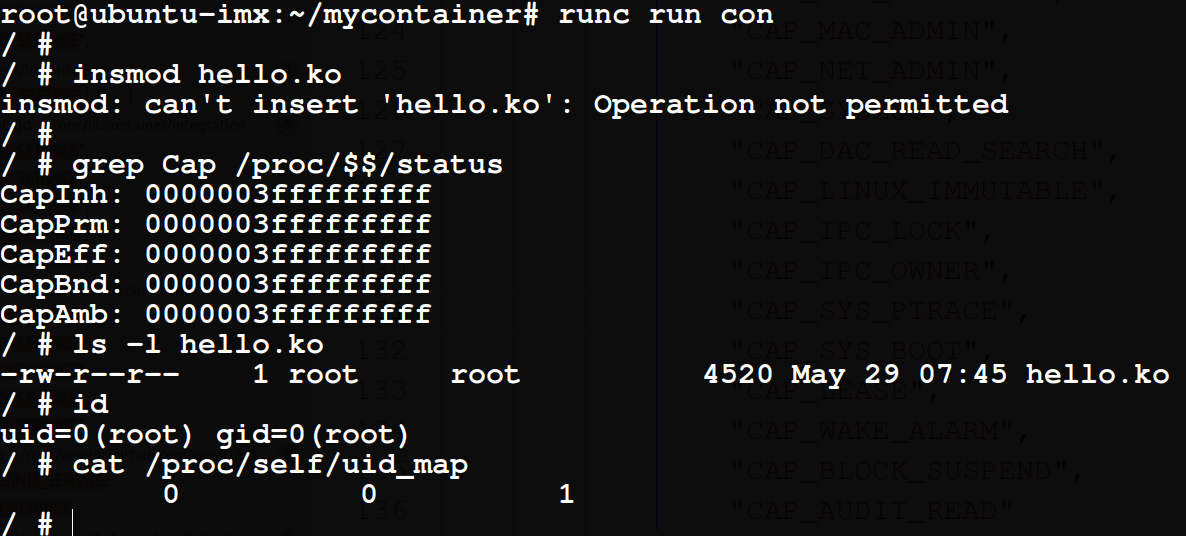 root@ubuntu-imx:~/mycontainer# runc run con
/ #
/ # insmod hello.ko
insmod: can't insert 'hello.ko': Operation not permitted
/ #
/ # grep Cap /proc/$$/status
CapInh: 0000003fffffffff
CapPrm: 0000003fffffffff
CapEff: 0000003fffffffff
CapBnd: 0000003fffffffff
CapAmb: 0000003fffffffff
/ # ls -l hello.ko
-rw-r--r-- 1 root root 4520 May 29 07:45 hello.ko
/ # id
uid=0(root) gid=0(root)
/ # cat /proc/self/uid_map
0 0 1
/ #
124 "CAP_MAC_ADMIN",
125 "CAP_NET_ADMIN",
"CAP_DAC_READ_SEARCH",
"CAP_LINUX_IMMUTABLE",
"CAP_IPC_LOCK",
"CAP_IPC_OWNER",
"CAP_SYS_PTRACE",
132 "CAP_SYS_BOOT",
133 "CAP_LEASE",
"CAP_WAKE_ALARM",
"CAP_BLOCK_SUSPEND",
136 "CAP_AUDIT_READ"